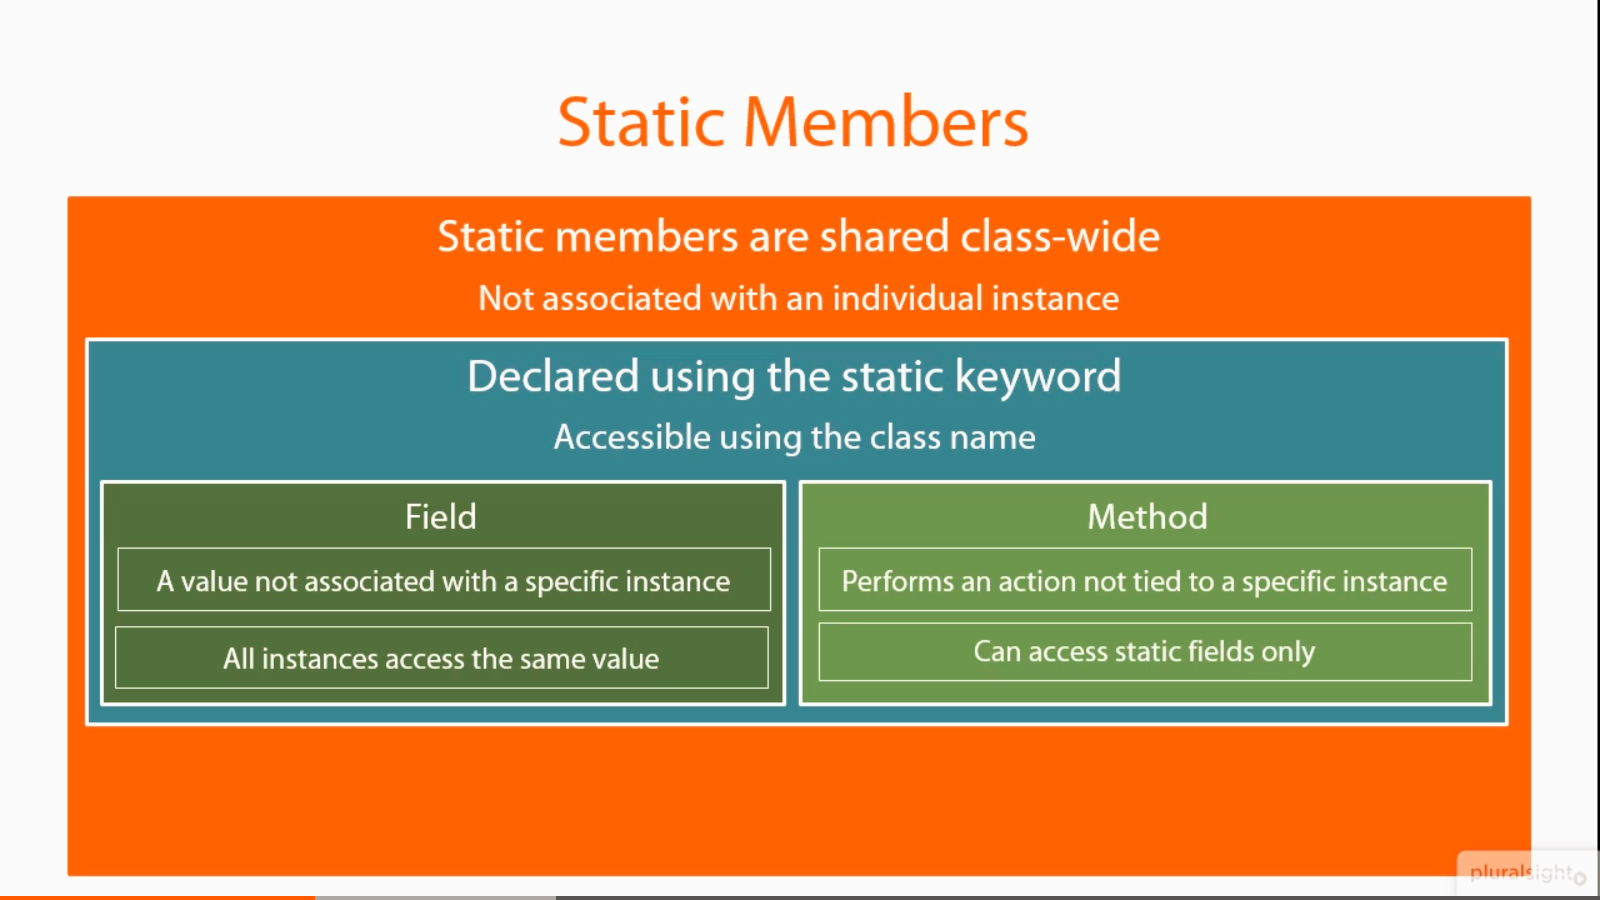 Static Members
Static members are shared class-wide
Not associated with an individual instance
Declared using the static keyword
Accessible using the class name
Field
A value not associated with a specific instance
All instances access the same value
Method
Performs an action not tied to a specific instance
Can access static fields only
pluralsight